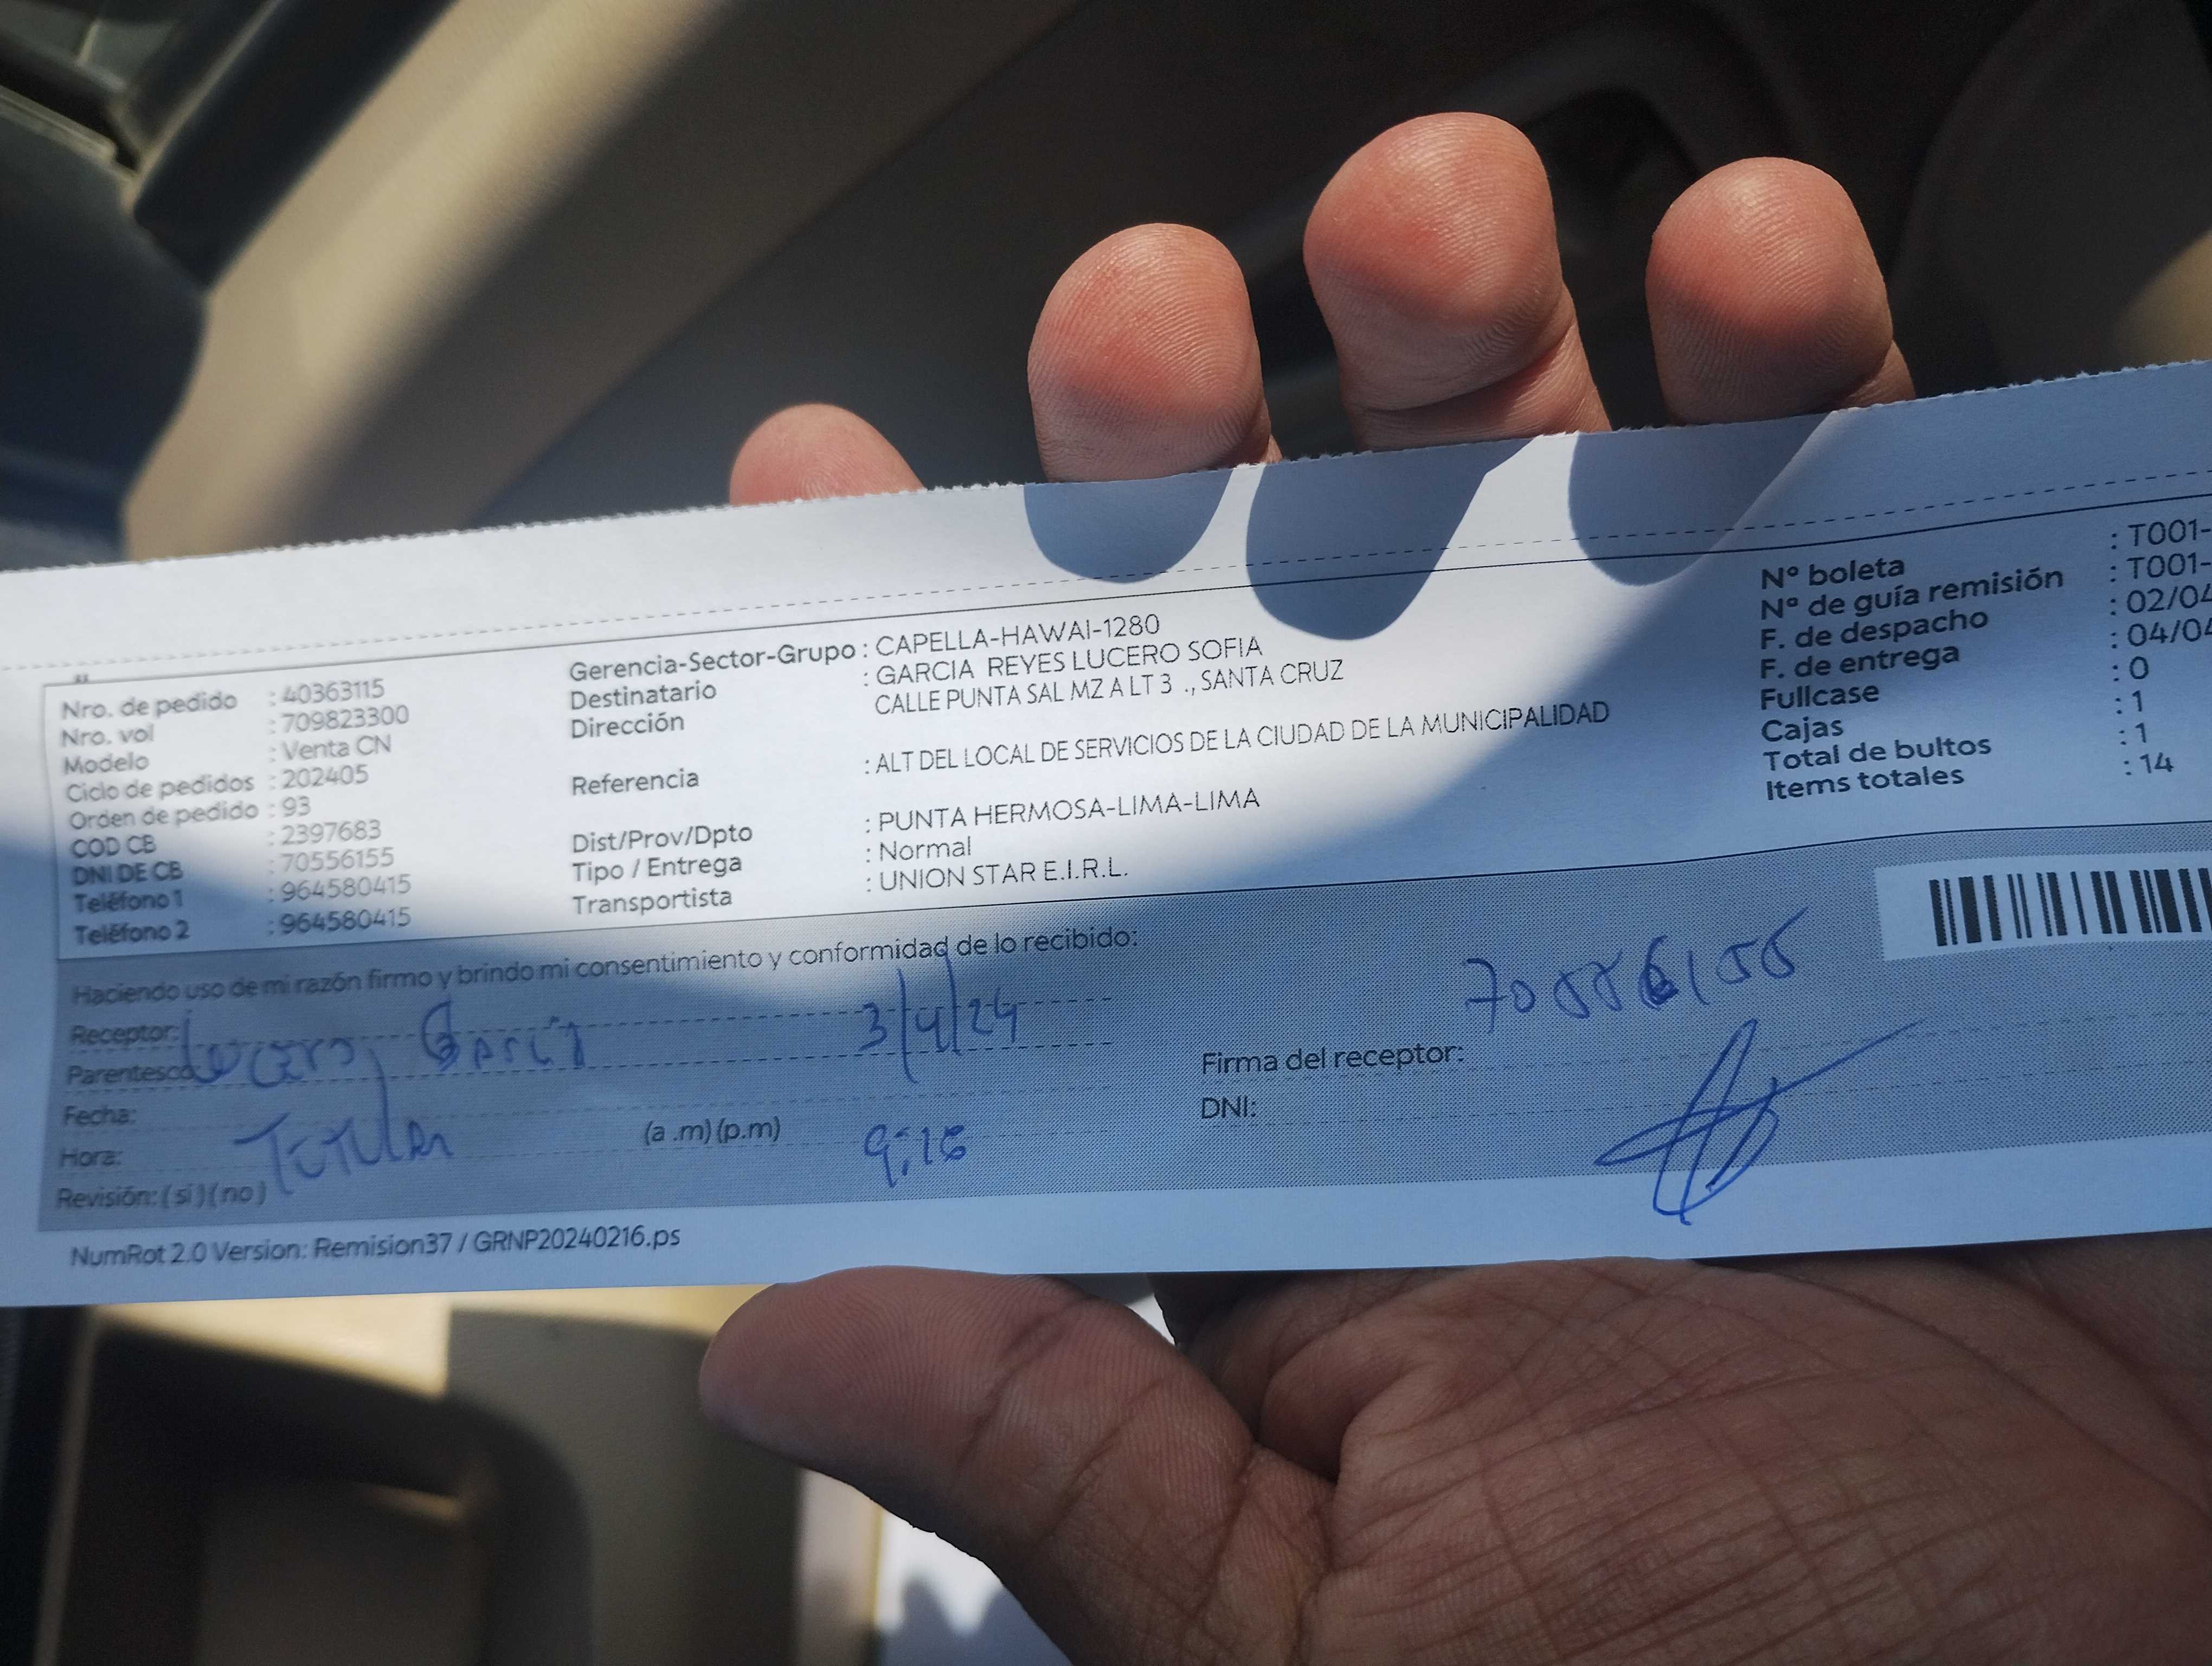 Nro. de pedido : 40363115
Nro. vol : 709823300
Modelo : Venta CN
Ciclo de pedidos : 202405
Orden de pedido : 93
COD CB : 2397683
DNI DE CB : 70556155
Teléfono 1 : 964580415
Teléfono 2 : 964580415
Gerencia-Sector-Grupo : CAPELLA-HAWAI-1280
Destinatario : GARCIA REYES LUCERO SOFIA
Dirección CALLE PUNTA SAL MZ A LT 3 ., SANTA CRUZ
Referencia : ALT DEL LOCAL DE SERVICIOS DE LA CIUDAD DE LA MUNICIPALIDAD
Dist/Prov/Dpto : PUNTA HERMOSA-LIMA-LIMA
Tipo / Entrega : Normal
Transportista : UNION STAR E.I.R.L.
Nº boleta : T001-
Nº de guía remisión : T001-
F. de despacho : 02/04
F. de entrega : 04/04
Fullcase : 0
Cajas : 1
Total de bultos : 1
Items totales : 14
Haciendo uso de mi razón firmo y brindo mi consentimiento y conformidad de lo recibido:
Receptor: Lucero García 3/4/24
Parentesco
Fecha:
Hora: Titular (a .m) (p.m) 9:16
Revisión: ( si ) ( no )
70556155
Firma del receptor:
DNI:
NumRot 2.0 Version: Remision37 / GRNP20240216.ps